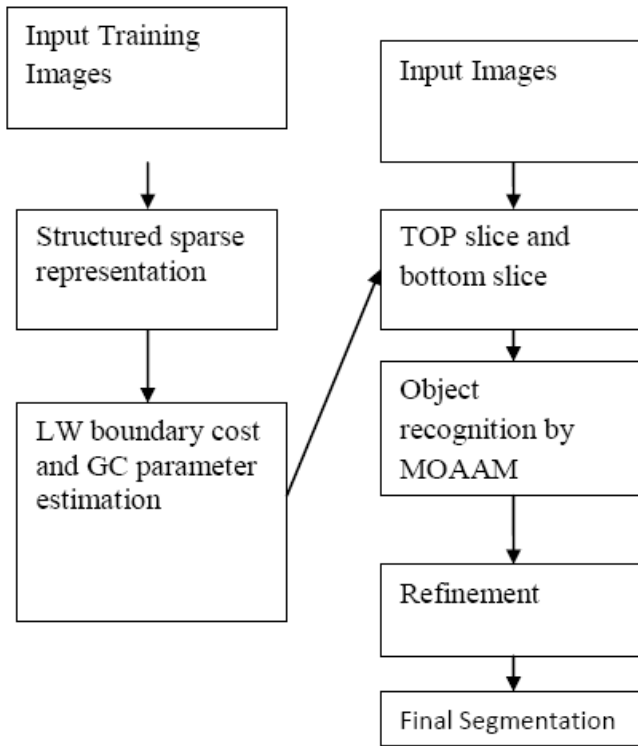 Input Training
Images
Structured sparse
representation
LW boundary cost
and GC parameter
estimation
Input Images
TOP slice and
bottom slice
Object
recognition by
MOAAM
Refinement
Final Segmentation